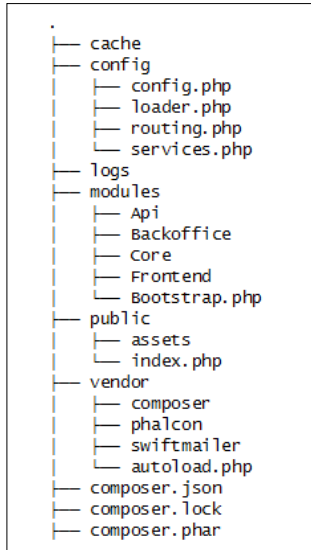 .
├── cache
├── config
│   ├── config.php
│   ├── loader.php
│   ├── routing.php
│   └── services.php
├── logs
├── modules
│   ├── Api
│   ├── Backoffice
│   ├── Core
│   ├── Frontend
│   └── Bootstrap.php
├── public
│   ├── assets
│   └── index.php
├── vendor
│   ├── composer
│   ├── phalcon
│   ├── swiftmailer
│   └── autoload.php
├── composer.json
├── composer.lock
├── composer.phar